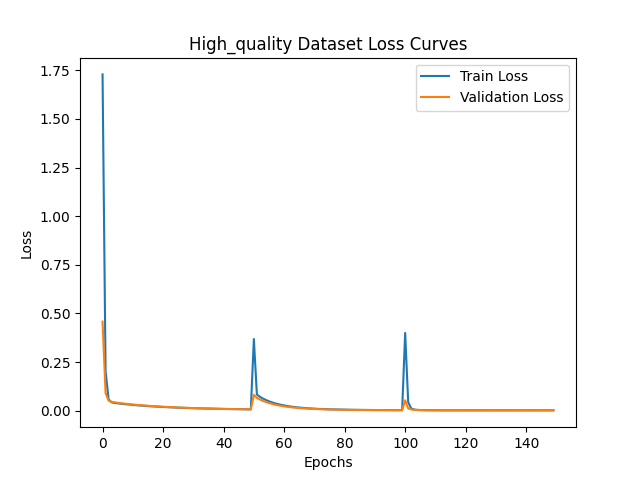 High_quality Dataset Loss Curves
Train Loss
Validation Loss
Loss
1.75
1.50
1.25
1.00
0.75
0.50
0.25
0.00
0 20 40 60 80 100 120 140
Epochs